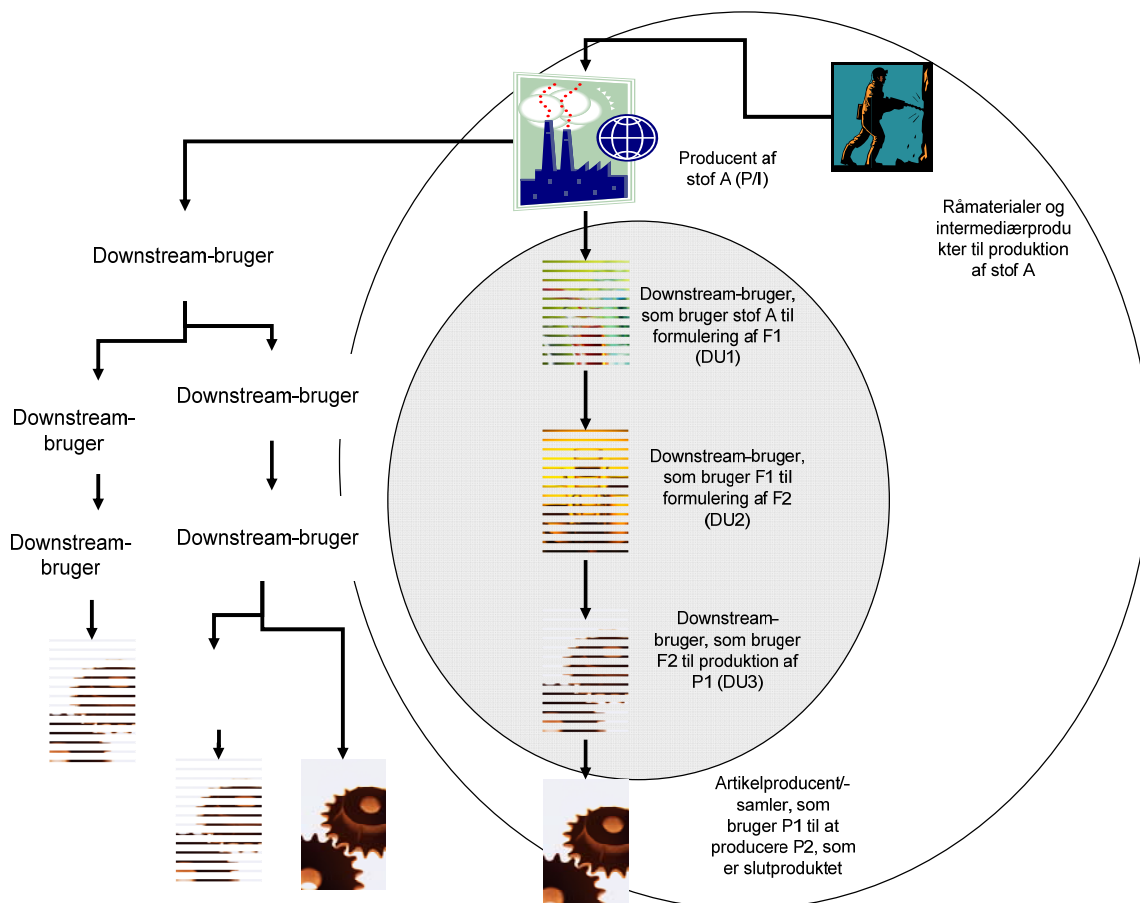 Producent af
stof A (P/I)
Råmaterialer og
intermediærprodu
kter til produktion
af stof A
Downstream-bruger
Downstream-bruger,
som bruger stof A til
formulering af F1
(DU1)
Downstream-
bruger
Downstream-bruger
Downstream-bruger,
som bruger F1 til
formulering af F2
(DU2)
Downstream-
bruger
Downstream-bruger
Downstream-
bruger, som bruger
F2 til produktion af
P1 (DU3)
Artikelproducent/-
samler, som
bruger P1 til at
producere P2, som
er slutproduktet